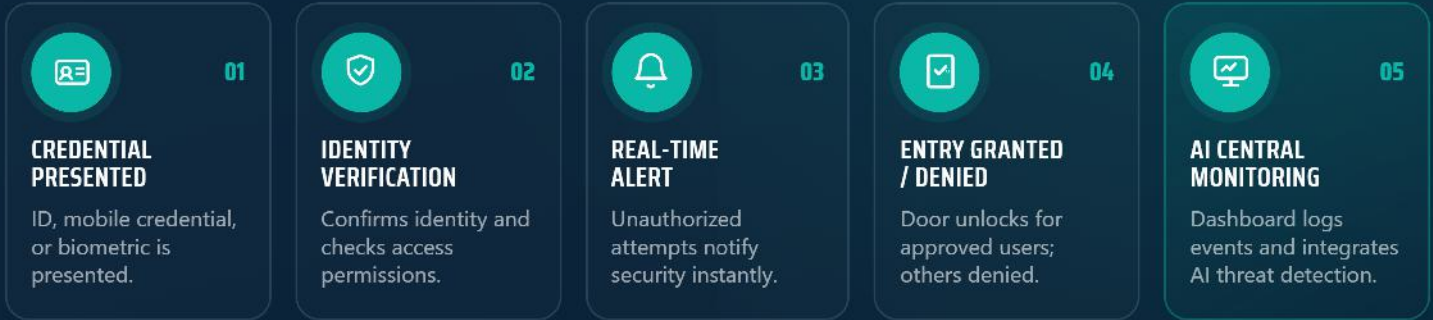 01
CREDENTIAL
PRESENTED
ID, mobile credential,
or biometric is
presented.
02
IDENTITY
VERIFICATION
Confirms identity and
checks access
permissions.
03
REAL-TIME
ALERT
Unauthorized
attempts notify
security instantly.
04
ENTRY GRANTED
/ DENIED
Door unlocks for
approved users;
others denied.
05
AI CENTRAL
MONITORING
Dashboard logs
events and integrates
AI threat detection.